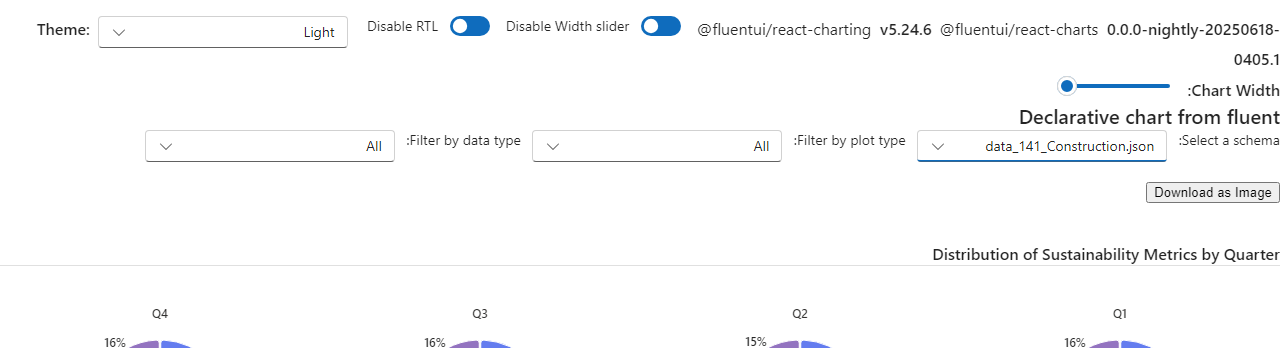 Theme: Light Disable RTL Disable Width slider @fluentui/react-charting v5.24.6 @fluentui/react-charts 0.0.0-nightly-20250618-
0405.1
:Chart Width
Declarative chart from fluent
:Select a schema data_141_Construction.json :Filter by plot type All :Filter by data type All
Download as Image
Distribution of Sustainability Metrics by Quarter
Q4 Q3 Q2 Q1
16% 16% 15% 16%